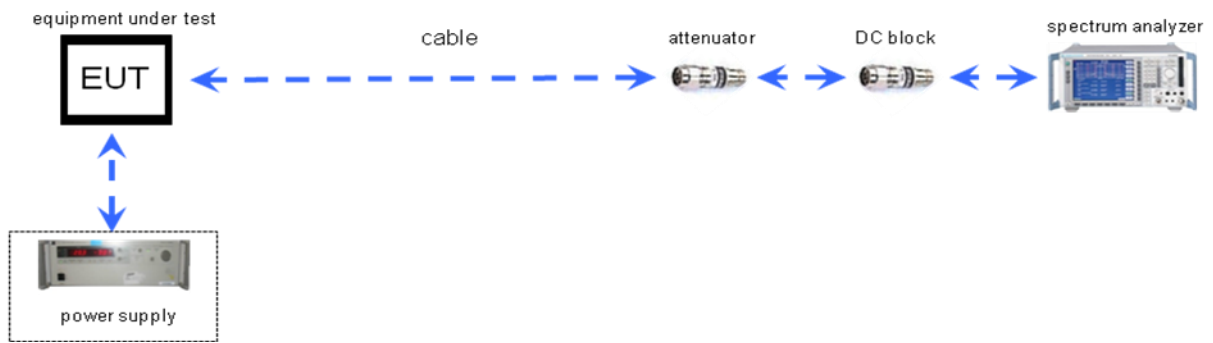 equipment under test
EUT
cable
attenuator
DC block
spectrum analyzer
power supply